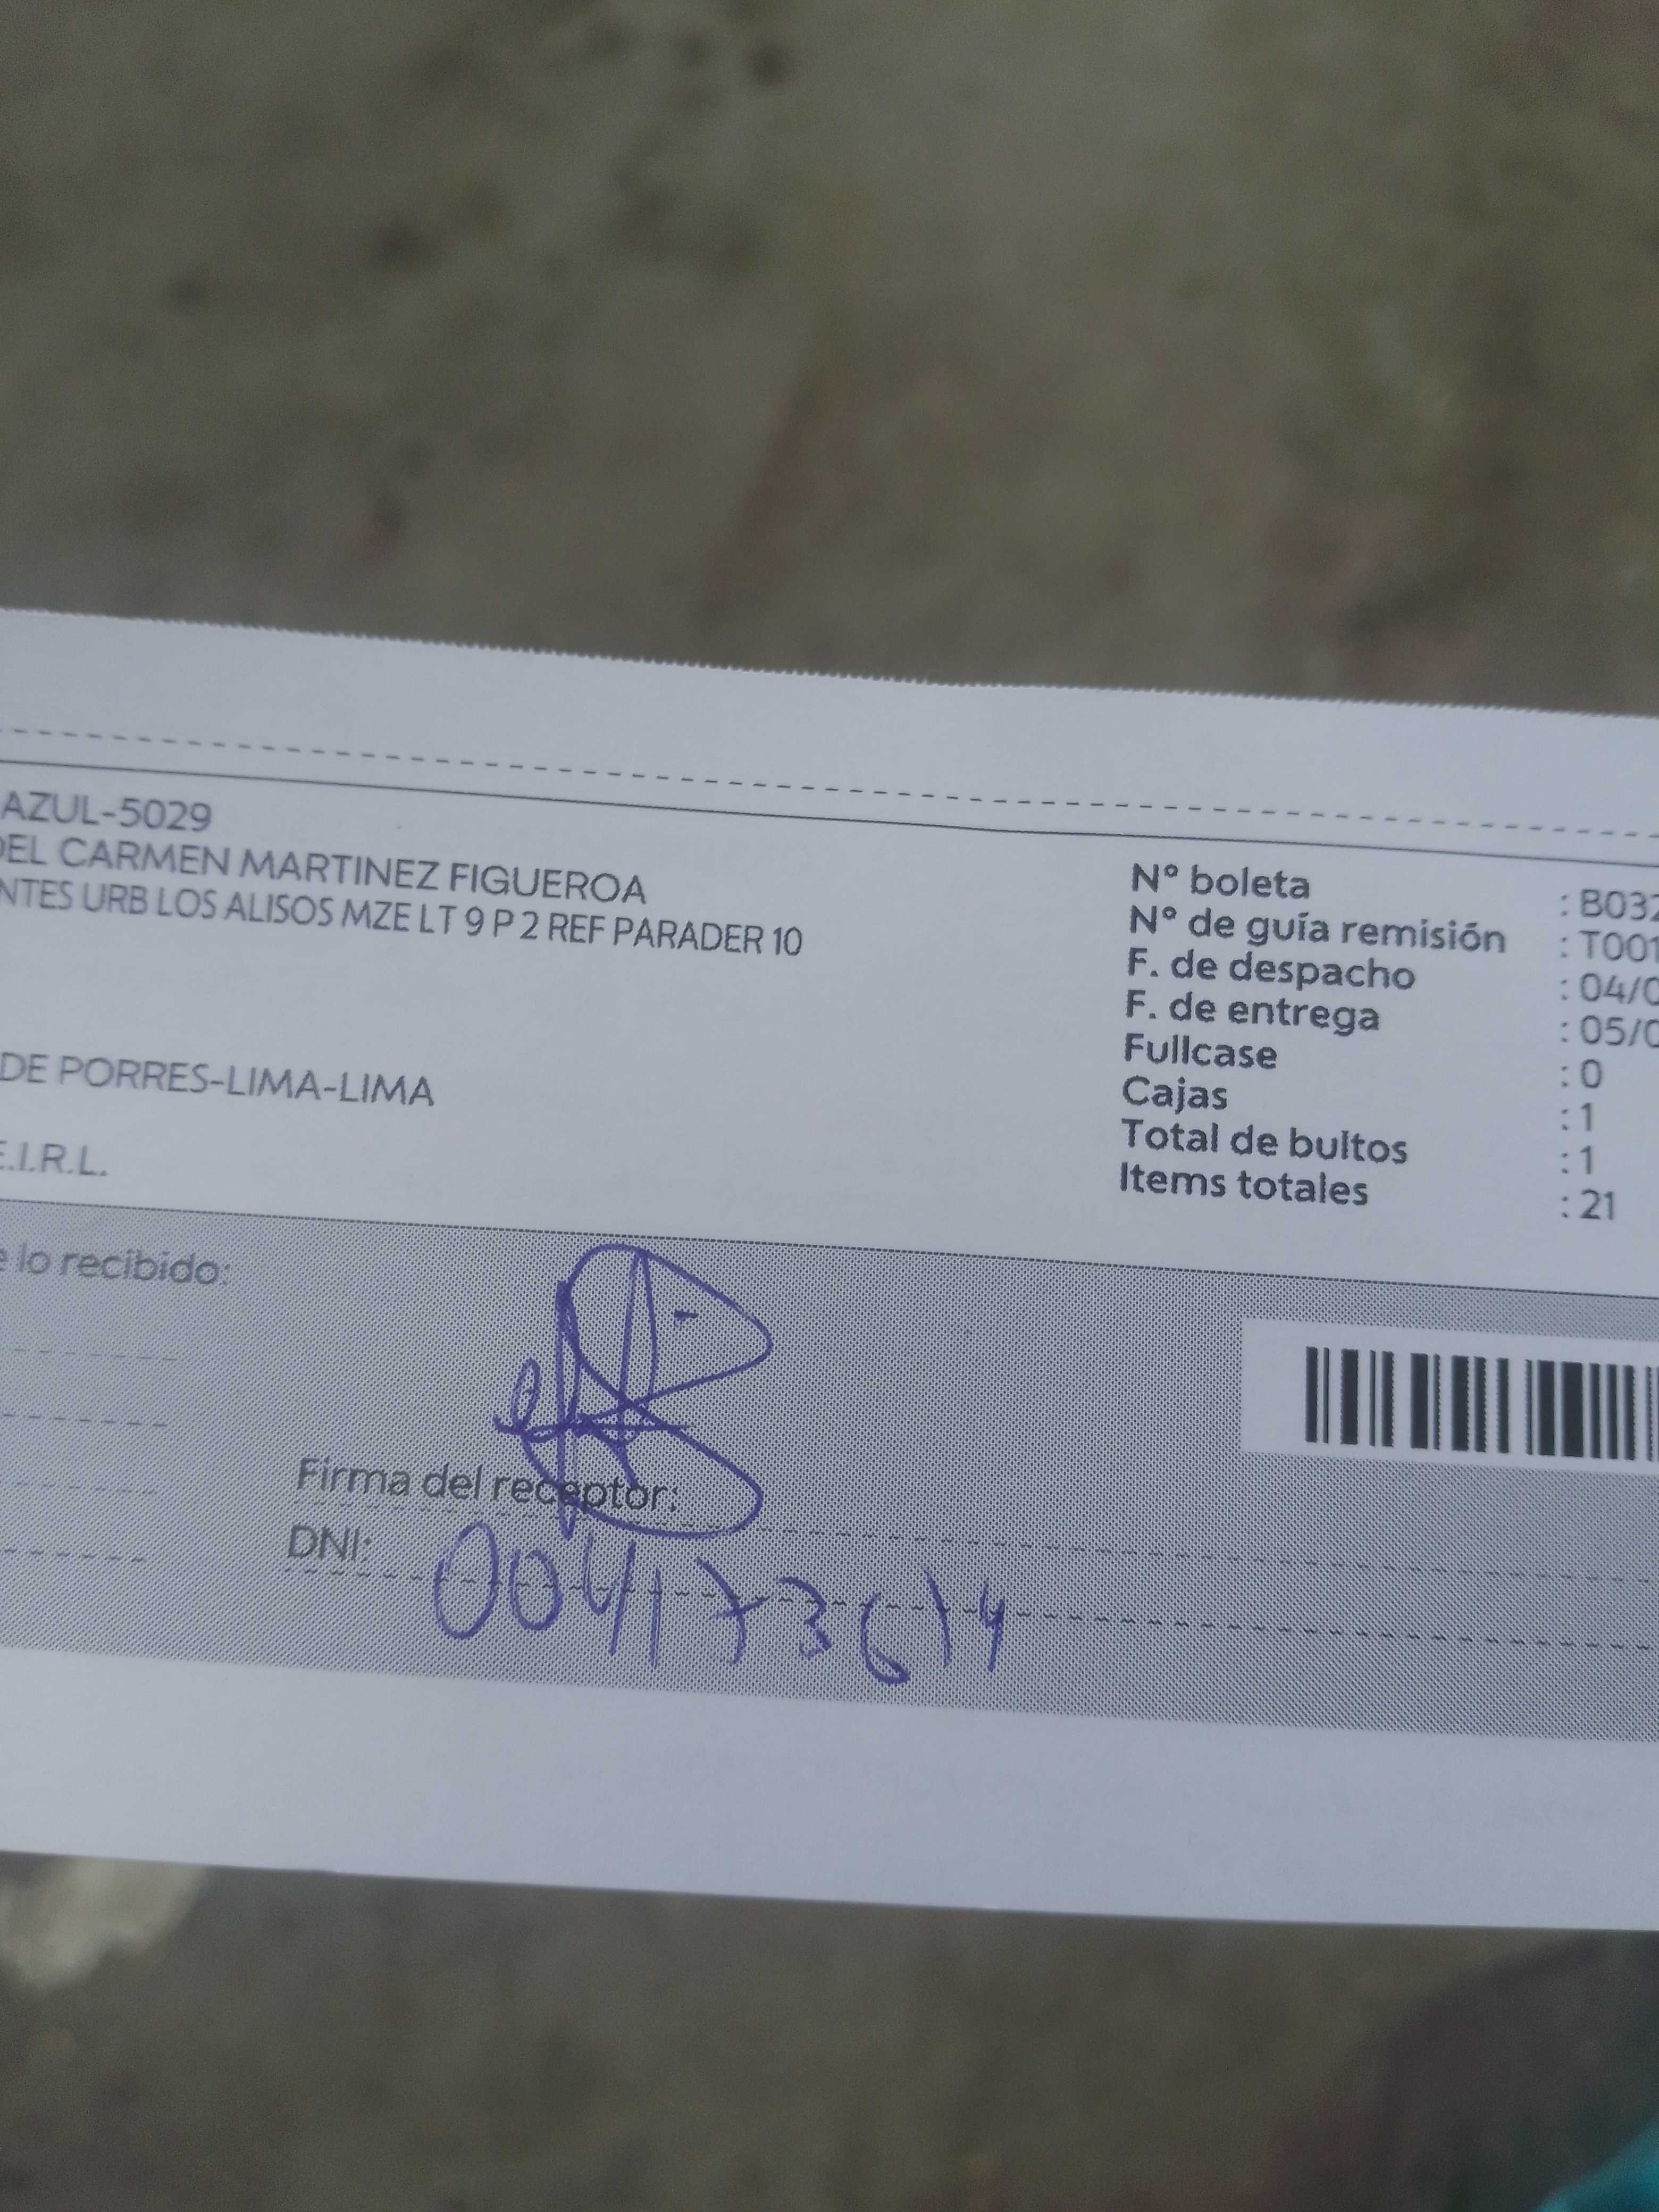 AZUL-5029
DEL CARMEN MARTINEZ FIGUEROA
NTES URB LOS ALISOS MZE LT 9 P 2 REF PARADER 10
DE PORRES-LIMA-LIMA
E.I.R.L.
Nº boleta : B032
Nº de guía remisión : T001
F. de despacho : 04/0
F. de entrega : 05/0
Fullcase : 0
Cajas : 1
Total de bultos : 1
Items totales : 21
e lo recibido:
Firma del receptor:
DNI: 004173614